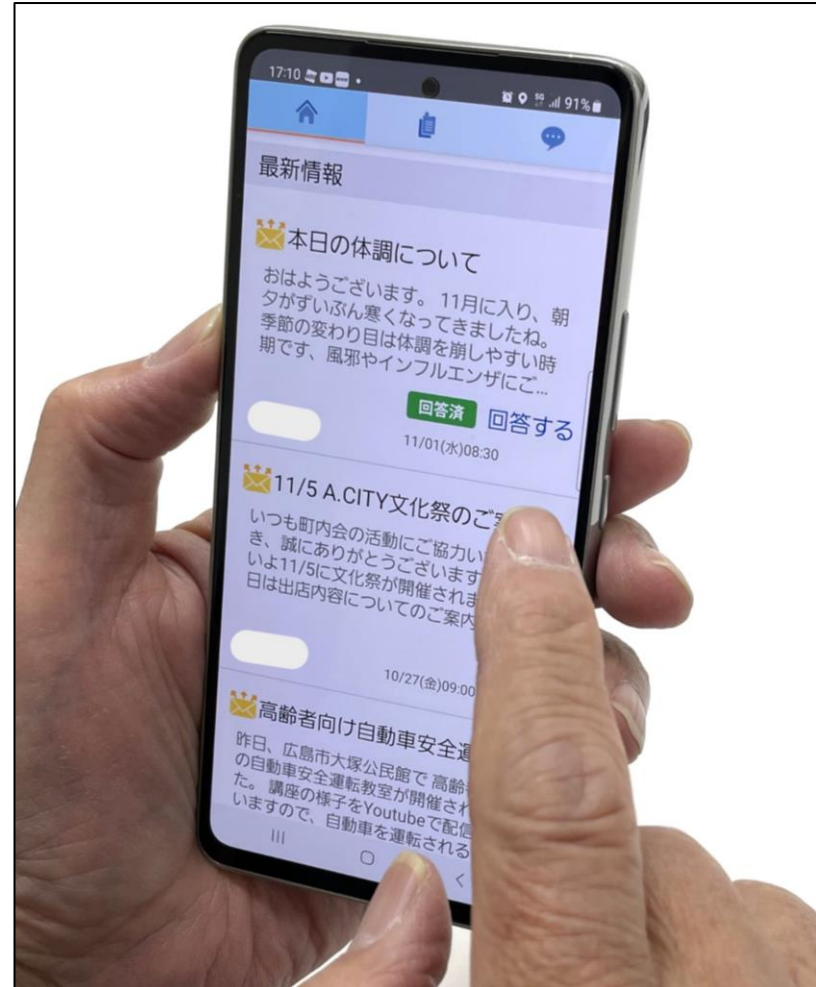 17:10
5G
91%
最新情報
本日の体調について
おはようございます。 11月に入り、朝
夕がずいぶん寒くなってきましたね。
季節の変わり目は体調を崩しやすい時
期です、風邪やインフルエンザにご…
回答済 回答する
11/01(水)08:30
11/5 A.CITY文化祭のご
いつも町内会の活動にご協力い
き、誠にありがとうございます
いよ11/5に文化祭が開催されま
日は出店内容についてのご案内
10/27(金)09:00
高齢者向け自動車安全
昨日、広島市大塚公民館で 高齢
の自動車安全運転教室が開催され
た。 講座の様子をYoutubeで配信
いますので、自動車を運転される